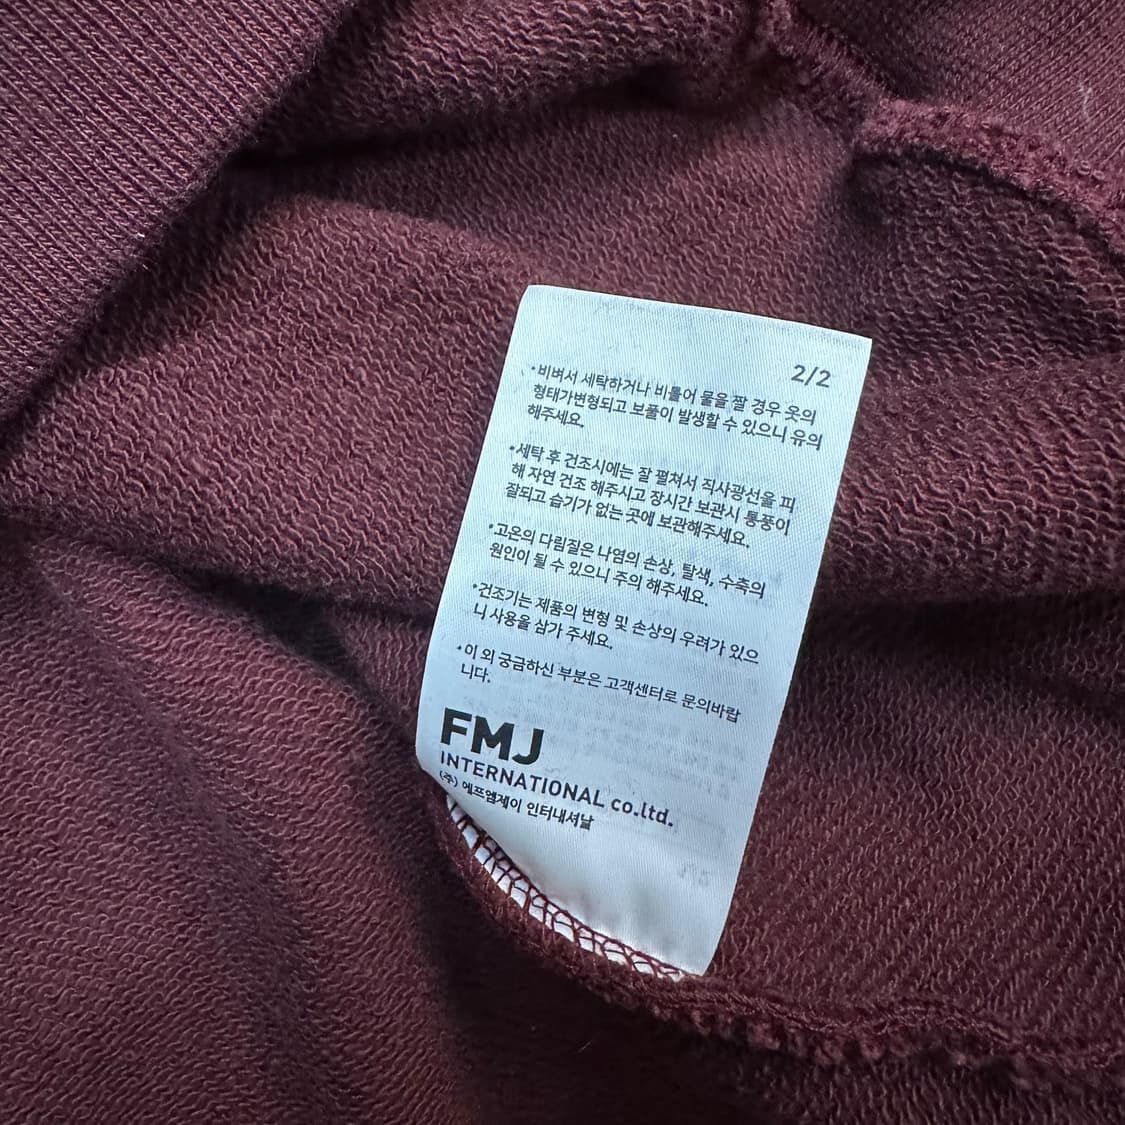 2/2
•비벼서 세탁하거나 비틀어 물을 짤 경우 옷의
형태가변형되고 보풀이 발생할 수 있으니 유의
해주세요.
•세탁 후 건조시에는 잘 펼쳐서 직사광선을 피
해 자연 건조 해주시고 장시간 보관시 통풍이
잘되고 습기가 없는 곳에 보관해주세요.
•고온의 다림질은 나염의 손상, 탈색, 수축의
원인이 될 수 있으니 주의 해주세요.
•건조기는 제품의 변형 및 손상의 우려가 있으
니 사용을 삼가 주세요.
•이 외 궁금하신 부분은 고객센터로 문의바랍
니다.
FMJ
INTERNATIONAL co.ltd.
(주) 에프엠제이 인터내셔날